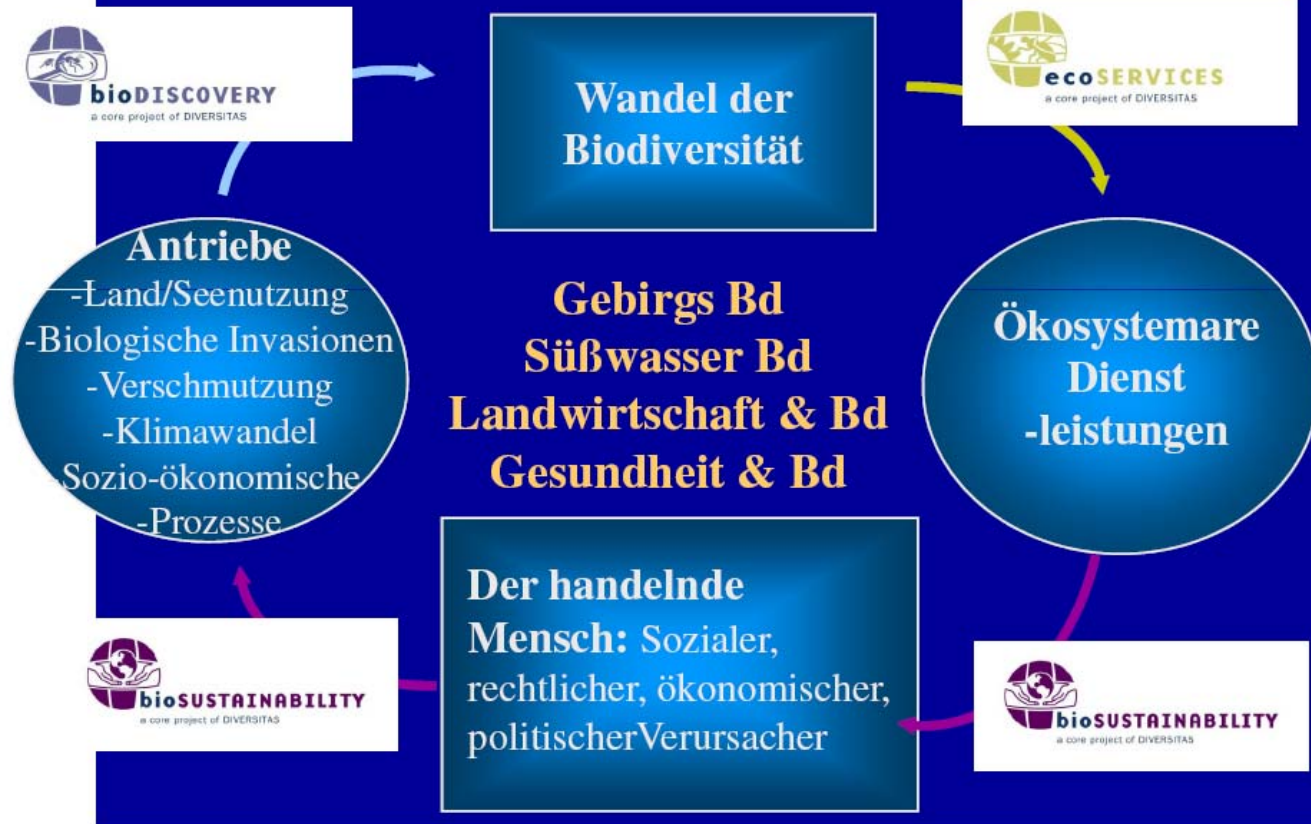 bioDISCOVERY
a core project of DIVERSITAS
Wandel der
Biodiversität
ecoSERVICES
a core project of DIVERSITAS
Antriebe
-Land/Seenutzung
-Biologische Invasionen
-Verschmutzung
-Klimawandel
-Sozio-ökonomische
-Prozesse
Gebirgs Bd
Süßwasser Bd
Landwirtschaft & Bd
Gesundheit & Bd
Ökosystemare
Dienst
-leistungen
Der handelnde
Mensch: Sozialer,
rechtlicher, ökonomischer,
politischerVerursacher
bioSUSTAINABILITY
a core project of DIVERSITAS
bioSUSTAINABILITY
a core project of DIVERSITAS